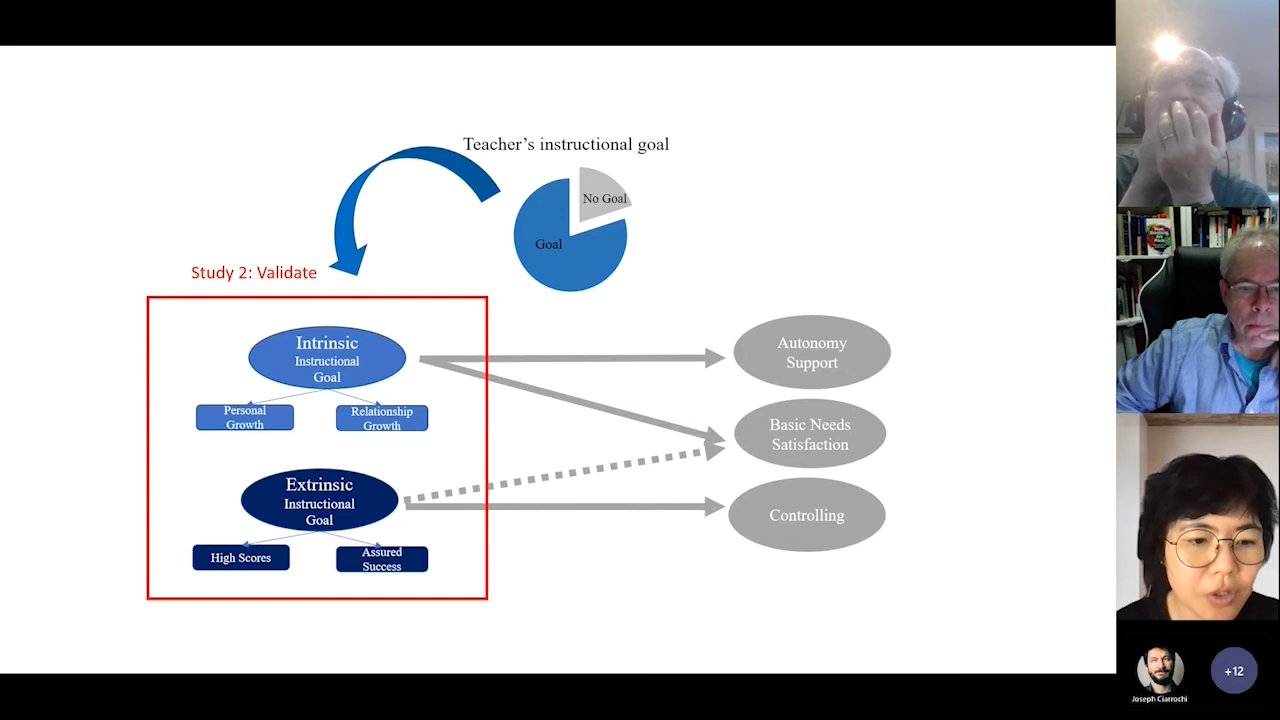 Teacher's instructional goal
No Goal
Goal
Study 2: Validate
Intrinsic
Instructional
Goal
Personal
Growth
Relationship
Growth
Extrinsic
Instructional
Goal
High Scores
Assured
Success
Autonomy
Support
Basic Needs
Satisfaction
Controlling
Joseph Ciarrochi
+12